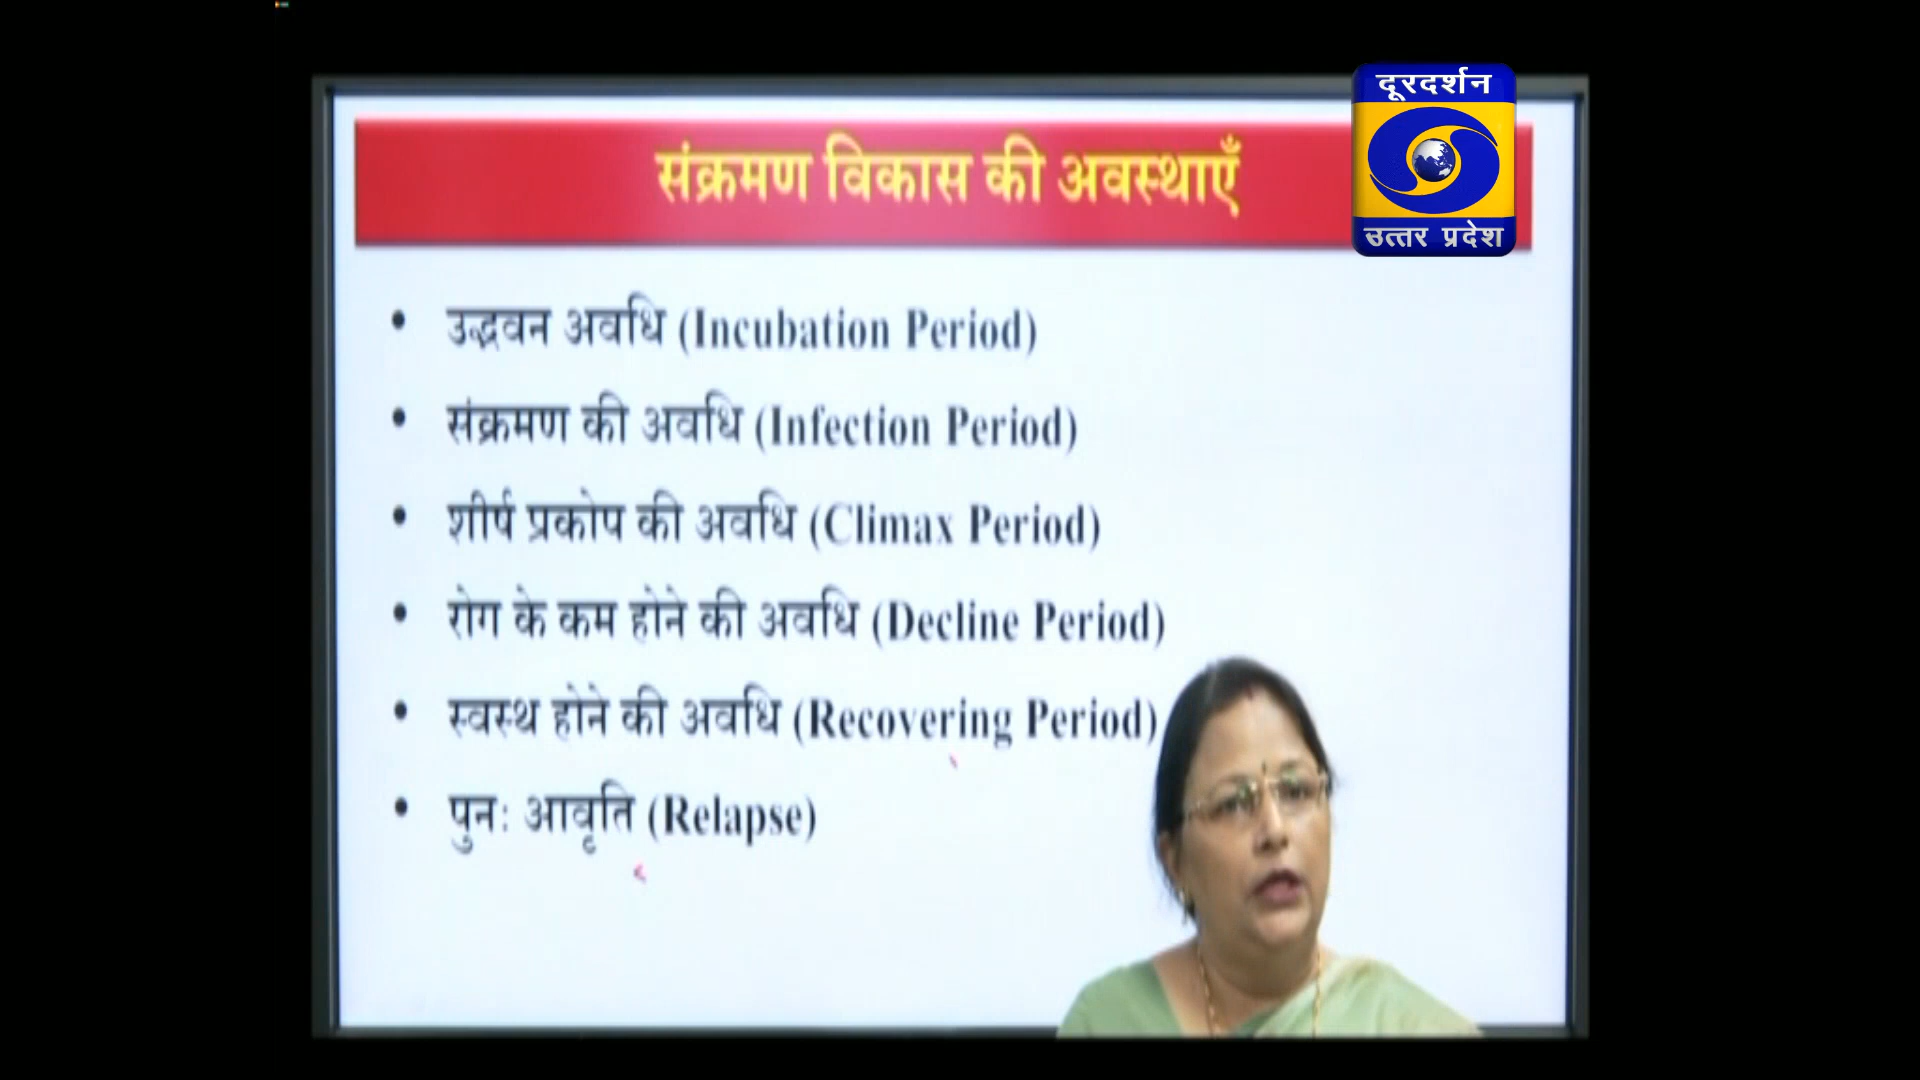 दूरदर्शन
उत्तर प्रदेश
संक्रमण विकास की अवस्थाएँ
• उद्भवन अवधि (Incubation Period)
• संक्रमण की अवधि (Infection Period)
• शीर्ष प्रकोप की अवधि (Climax Period)
• रोग के कम होने की अवधि (Decline Period)
• स्वस्थ होने की अवधि (Recovering Period)
• पुनः आवृति (Relapse)